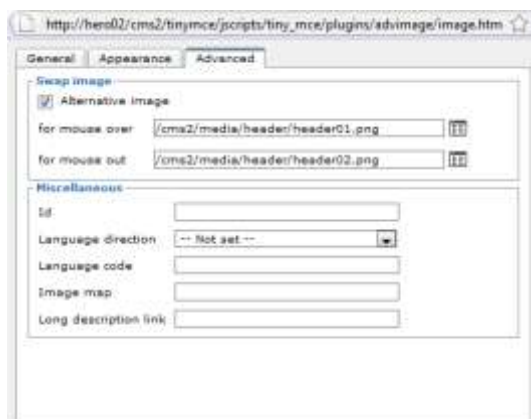 http://hero02/cms2/tinymce/jscripts/tiny_mce/plugins/advimage/image.htm
General Appearance Advanced
Swap image
Alternative image
for mouse over /cms2/media/header/header01.png
for mouse out /cms2/media/header/header02.png
Miscellaneous
Id
Language direction -- Not set --
Language code
Image map
Long description link